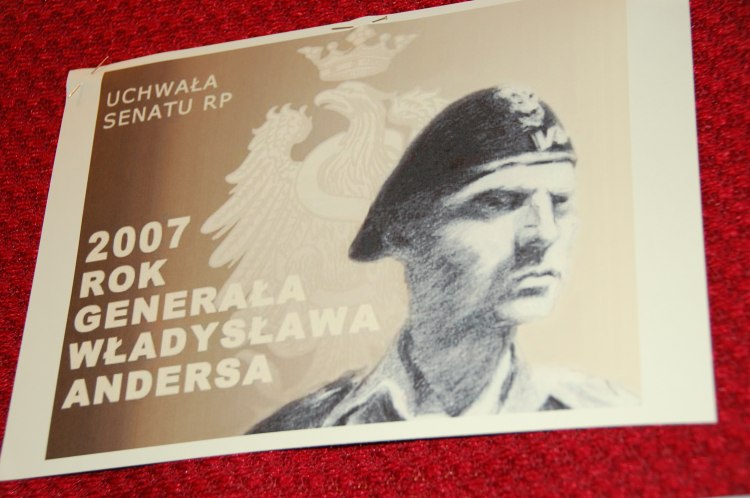 UCHWAŁA
SENATU RP
2007
ROK
GENERAŁA
WŁADYSŁAWA
ANDERSA